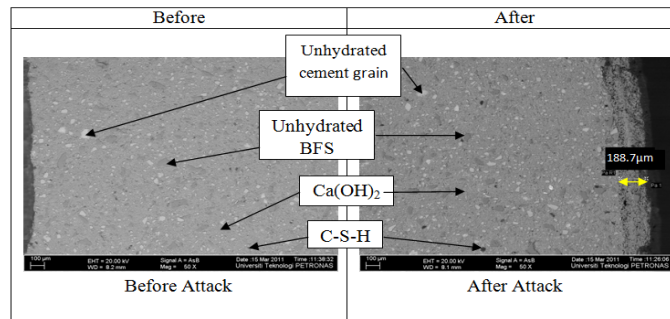 Before
After
Unhydrated
cement grain
Unhydrated
BFS
Ca(OH)₂
C-S-H
188.7µm
100 µm
EHT = 20.00 kV
WD = 8.2 mm
Signal A = AsB
Mag = 50 X
Date :15 Mar 2011 Time :11:38:32
Universiti Teknologi PETRONAS
100 µm
EHT = 20.00 kV
WD = 8.1 mm
Signal A = AsB
Mag = 50 X
Date :15 Mar 2011 Time :11:26:06
Universiti Teknologi PETRONAS
Before Attack
After Attack